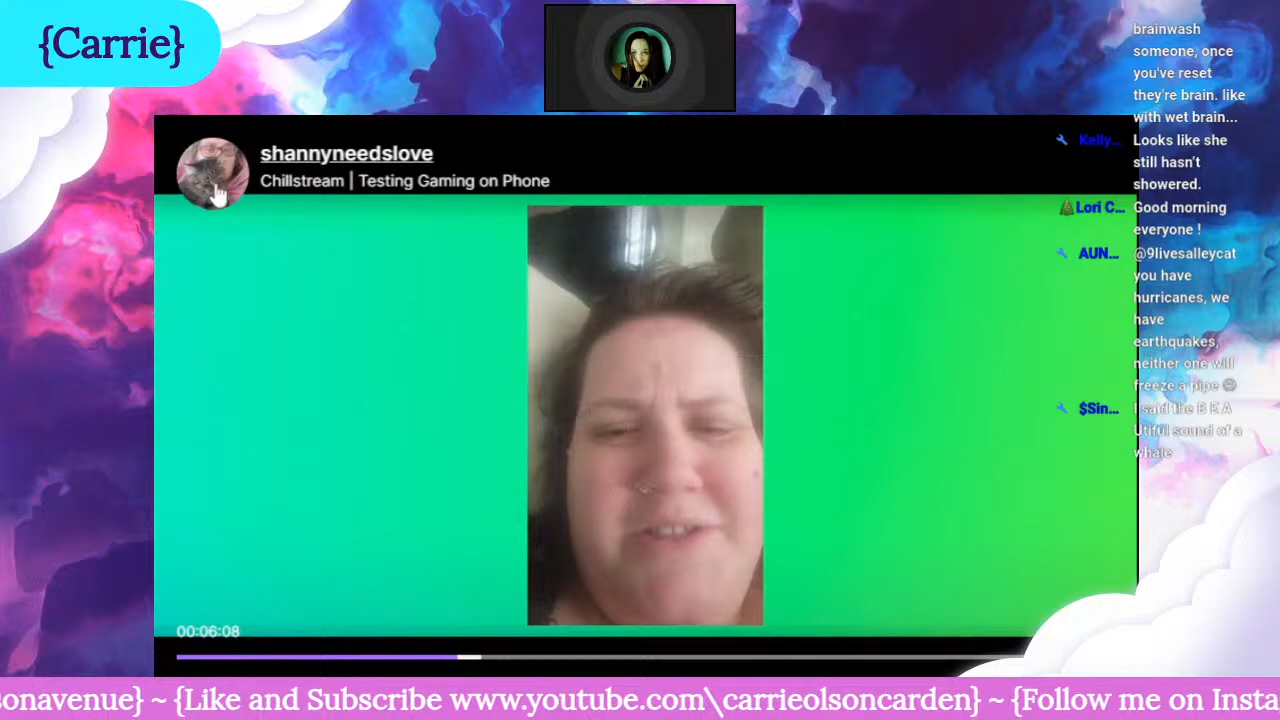 {Carrie}
shannyneedslove
Chillstream | Testing Gaming on Phone
brainwash
someone, once
you've reset
they're brain. like
with wet brain...
Kelly... Looks like she
still hasn't
showered.
Lori C... Good morning
everyone !
AUN... @9livesalleycat
you have
hurricanes, we
have
earthquakes,
neither one will
freeze a pipe
$Sin... I said the B E A
Utiful sound of a
whale
00:06:08
sonavenue} ~ {Like and Subscribe www.youtube.com\carrieolsoncarden} ~ {Follow me on Insta